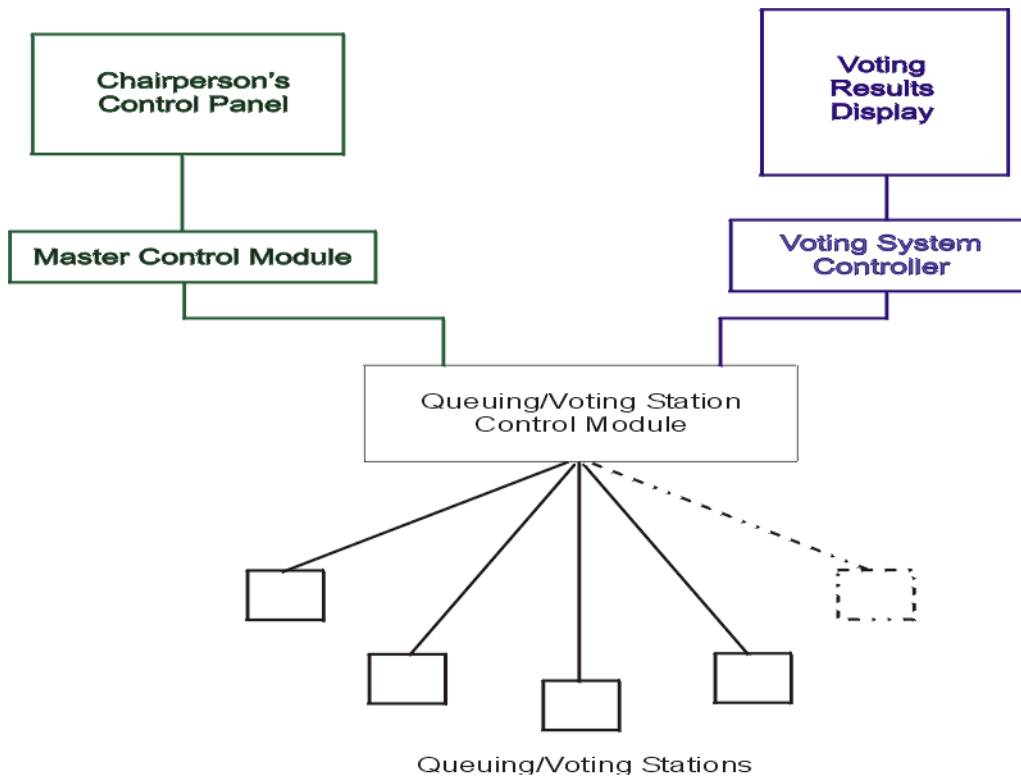 Chairperson's
Control Panel
Voting
Results
Display
Master Control Module
Voting System
Controller
Queuing/Voting Station
Control Module
Queuing/Voting Stations